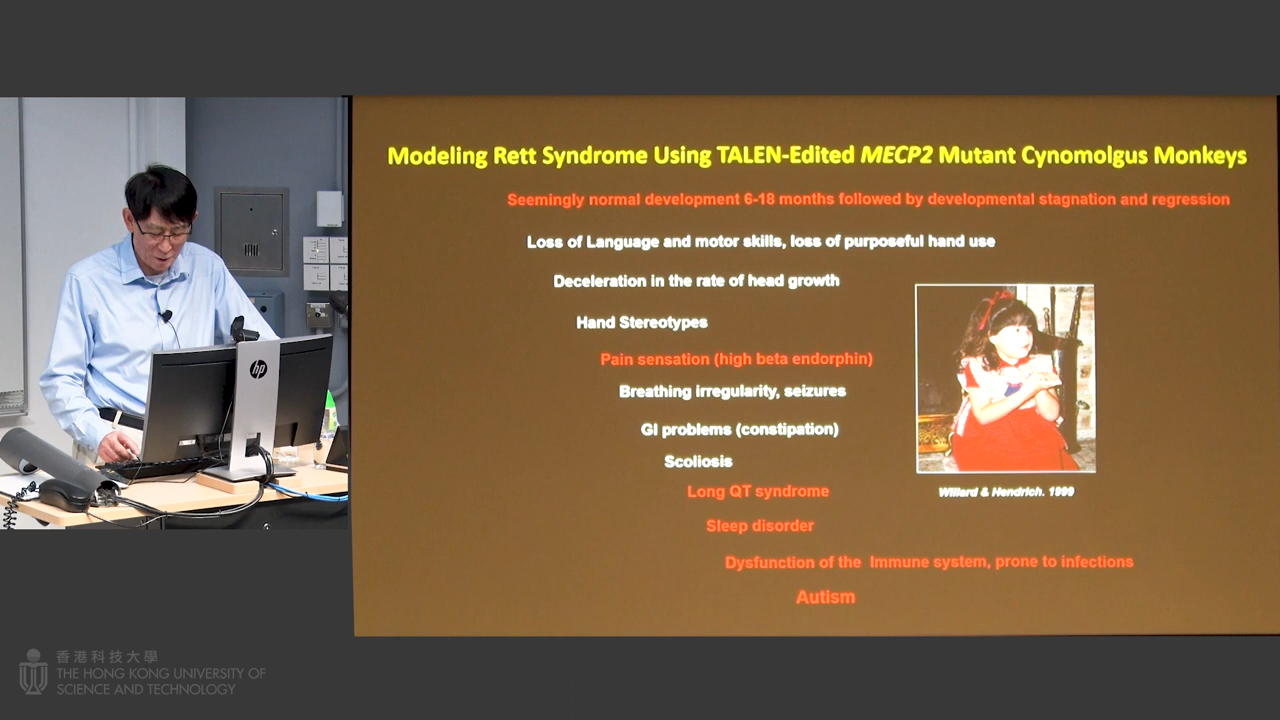 Modeling Rett Syndrome Using TALEN-Edited MECP2 Mutant Cynomolgus Monkeys
Seemingly normal development 6-18 months followed by developmental stagnation and regression
Loss of Language and motor skills, loss of purposeful hand use
Deceleration in the rate of head growth
Hand Stereotypes
Pain sensation (high beta endorphin)
Breathing irregularity, seizures
GI problems (constipation)
Scoliosis
Long QT syndrome
Sleep disorder
Dysfunction of the Immune system, prone to infections
Autism
Willard & Hendrich. 1999
hp
香港科技大學
THE HONG KONG UNIVERSITY OF
SCIENCE AND TECHNOLOGY